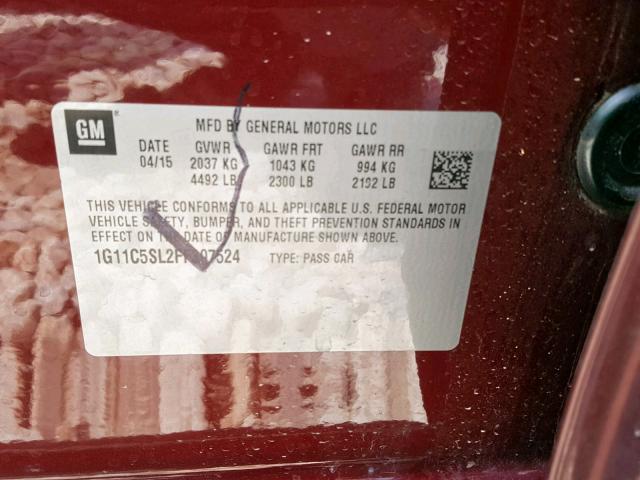 GM
MFD BY GENERAL MOTORS LLC
DATE GVWR GAWR FRT GAWR RR
04/15 2037 KG 1043 KG 994 KG
4492 LB 2300 LB 2192 LB
THIS VEHICLE CONFORMS TO ALL APPLICABLE U.S. FEDERAL MOTOR
VEHICLE SAFETY, BUMPER, AND THEFT PREVENTION STANDARDS
IN EFFECT ON THE DATE OF MANUFACTURE SHOWN ABOVE.
TYPE: PASS CAR